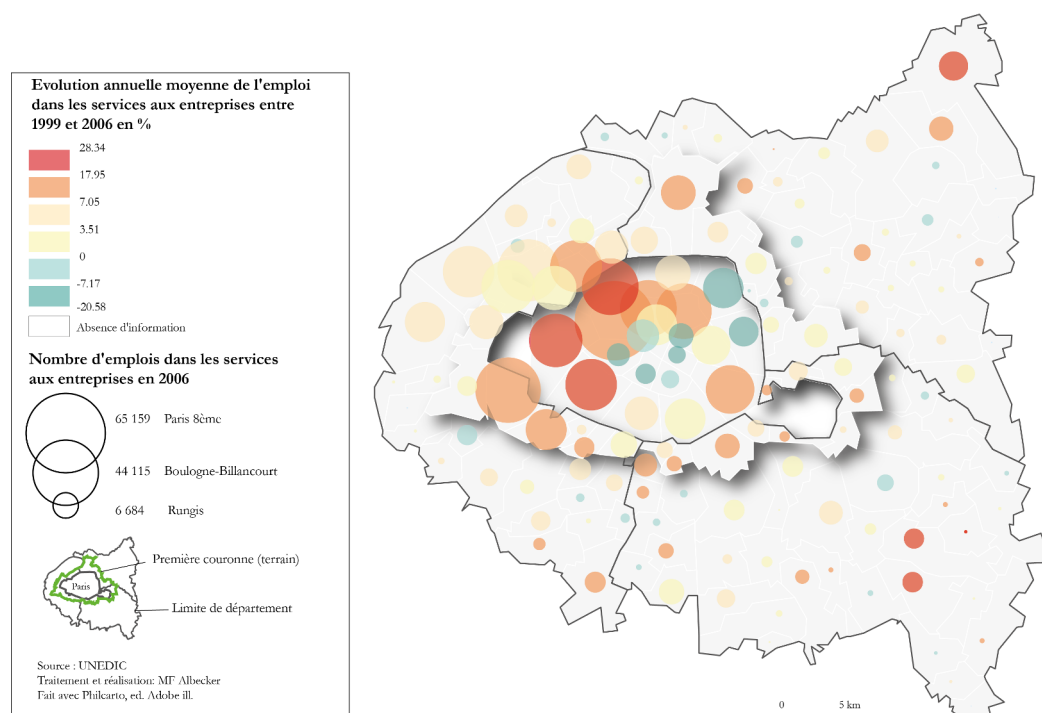 Evolution annuelle moyenne de l'emploi
dans les services aux entreprises entre
1999 et 2006 en %
28.34
17.95
7.05
3.51
0
-7.17
-20.58
Absence d'information
Nombre d'emplois dans les services
aux entreprises en 2006
65 159 Paris 8ème
44 115 Boulogne-Billancourt
6 684 Rungis
Première couronne (terrain)
Paris
Limite de département
Source : UNEDIC
Traitement et réalisation: MF Albecker
Fait avec Philcarto, ed. Adobe ill.
0 5 km